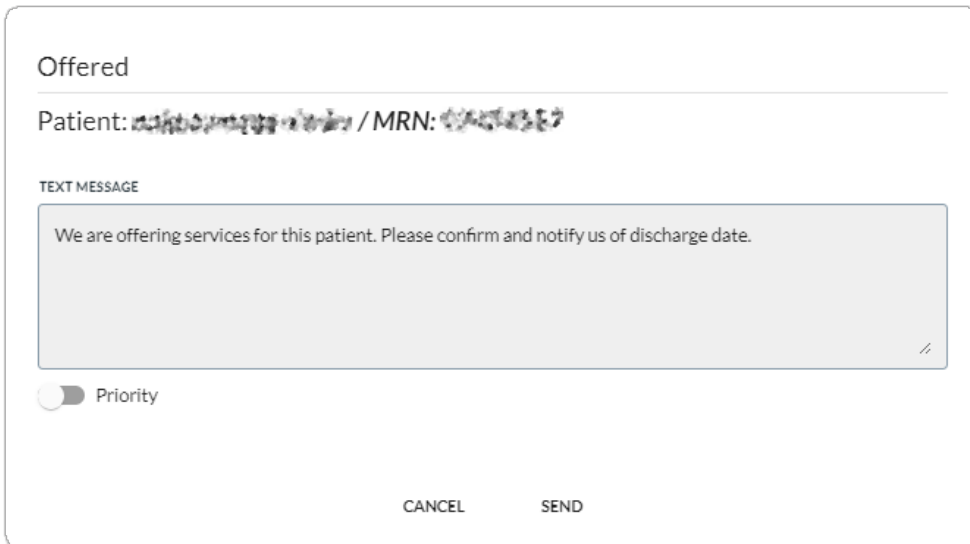 Offered
Patient: / MRN:
TEXT MESSAGE
We are offering services for this patient. Please confirm and notify us of discharge date.
Priority
CANCEL SEND